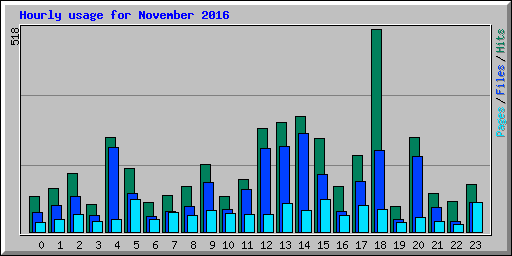 Hourly usage for November 2016
518
Pages / Files / Hits
0 1 2 3 4 5 6 7 8 9 10 11 12 13 14 15 16 17 18 19 20 21 22 23